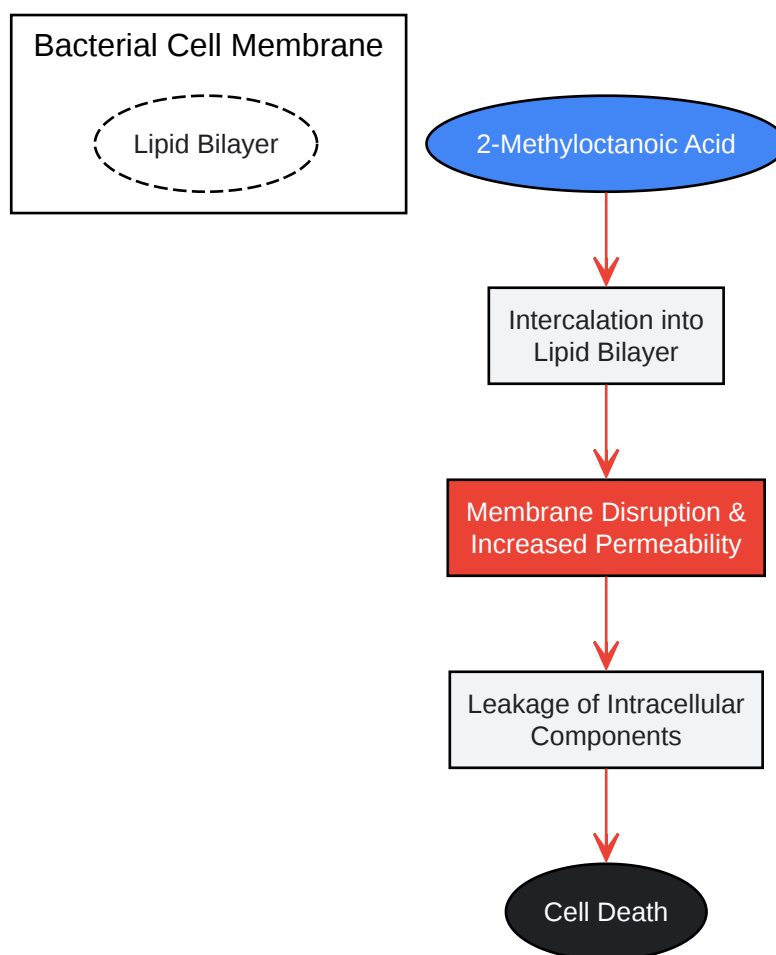 Bacterial Cell Membrane
Lipid Bilayer
2-Methyloctanoic Acid
Intercalation into
Lipid Bilayer
Membrane Disruption &
Increased Permeability
Leakage of Intracellular
Components
Cell Death